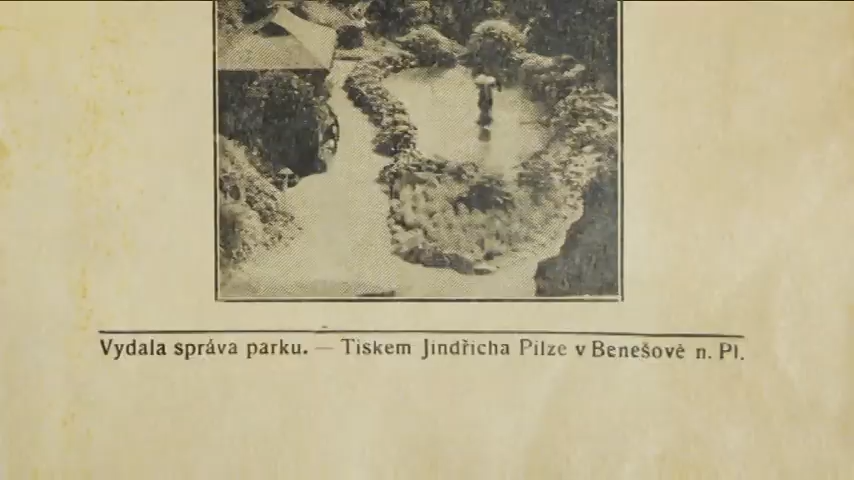 Vydala správa parku. — Tiskem Jindřicha Pilze v Benešově n. Pl.